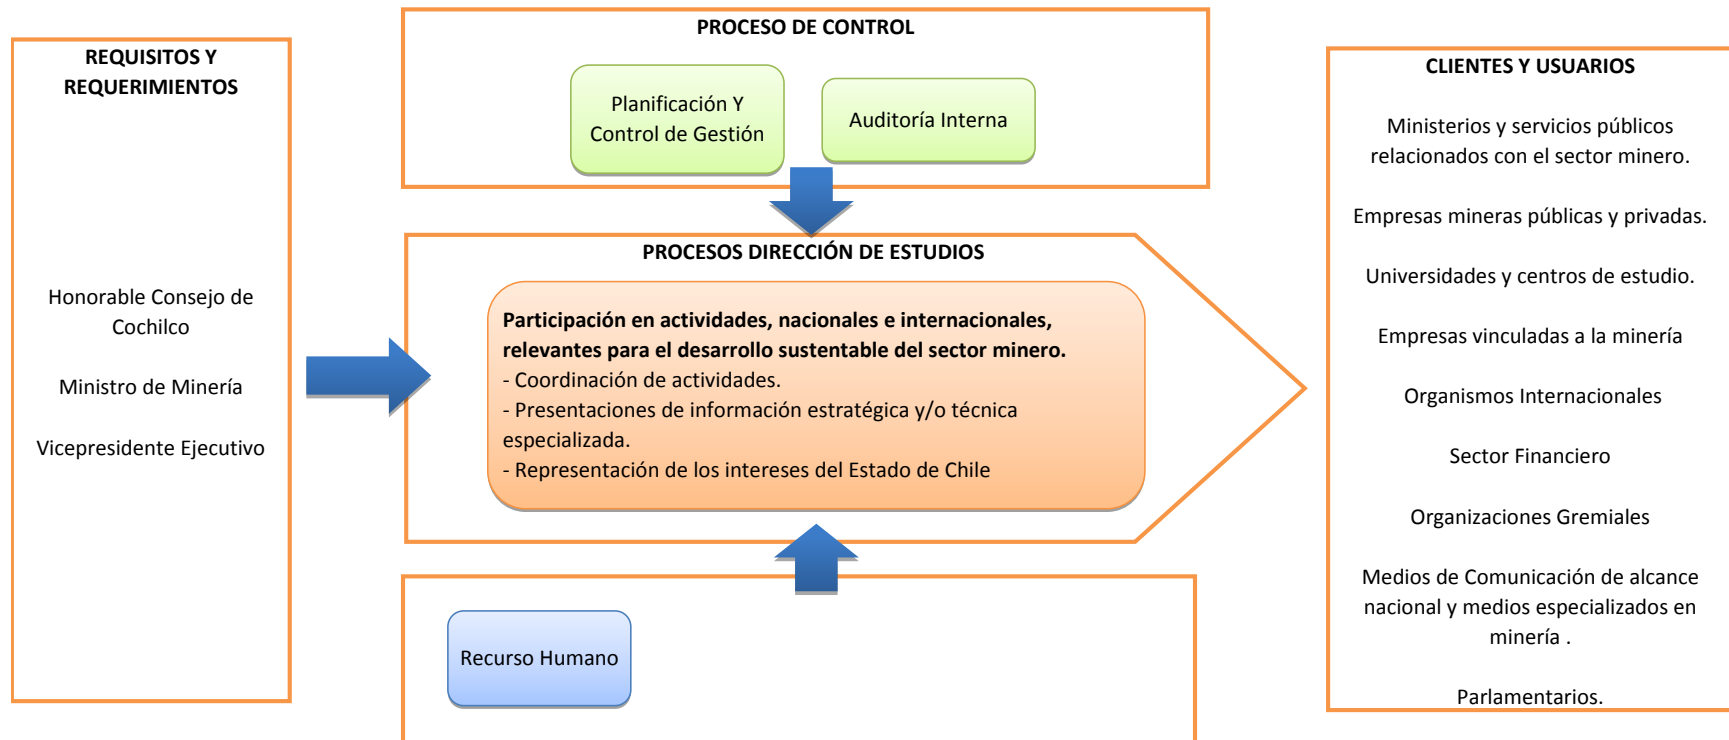 REQUISITOS Y
REQUERIMIENTOS
Honorable Consejo de
Cochilco
Ministro de Minería
Vicepresidente Ejecutivo
PROCESO DE CONTROL
Planificación Y
Control de Gestión
Auditoría Interna
PROCESOS DIRECCIÓN DE ESTUDIOS
Participación en actividades, nacionales e internacionales,
relevantes para el desarrollo sustentable del sector minero.
- Coordinación de actividades.
- Presentaciones de información estratégica y/o técnica
especializada.
- Representación de los intereses del Estado de Chile
Recurso Humano
CLIENTES Y USUARIOS
Ministerios y servicios públicos
relacionados con el sector minero.
Empresas mineras públicas y privadas.
Universidades y centros de estudio.
Empresas vinculadas a la minería
Organismos Internacionales
Sector Financiero
Organizaciones Gremiales
Medios de Comunicación de alcance
nacional y medios especializados en
minería .
Parlamentarios.